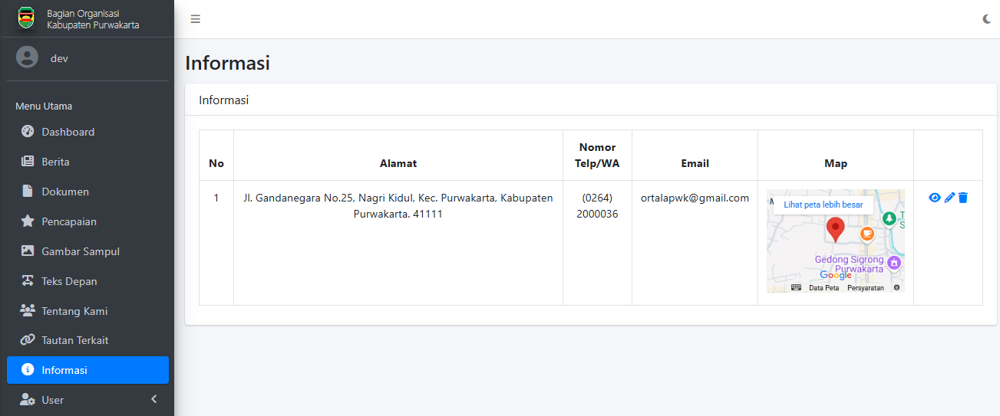 Bagian Organisasi
Kabupaten Purwakarta
dev
Menu Utama
Dashboard
Berita
Dokumen
Pencapaian
Gambar Sampul
Teks Depan
Tentang Kami
Tautan Terkait
Informasi
User
Informasi
Informasi
No
Alamat
Nomor
Telp/WA
Email
Map
1
Jl. Gandanegara No.25, Nagri Kidul, Kec. Purwakarta, Kabupaten
Purwakarta. 41111
(0264)
2000036
ortalapwk@gmail.com
Lihat peta lebih besar
Gedong Sigrong
Purwakarta
Google
Data Peta
Persyaratan